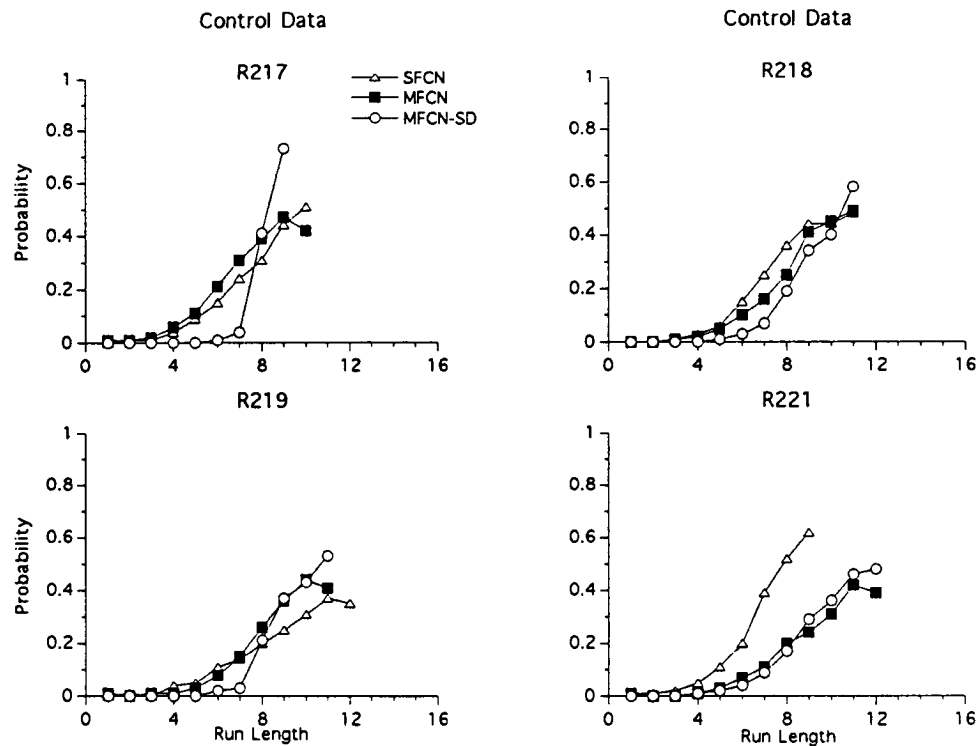 Control Data
Control Data
R217
SFCN
MFCN
MFCN-SD
Probability
1
0.8
0.6
0.4
0.2
0
0 4 8 12 16
R218
1
0.8
0.6
0.4
0.2
0
0 4 8 12 16
R219
Probability
1
0.8
0.6
0.4
0.2
0
0 4 8 12 16
Run Length
R221
1
0.8
0.6
0.4
0.2
0
0 4 8 12 16
Run Length